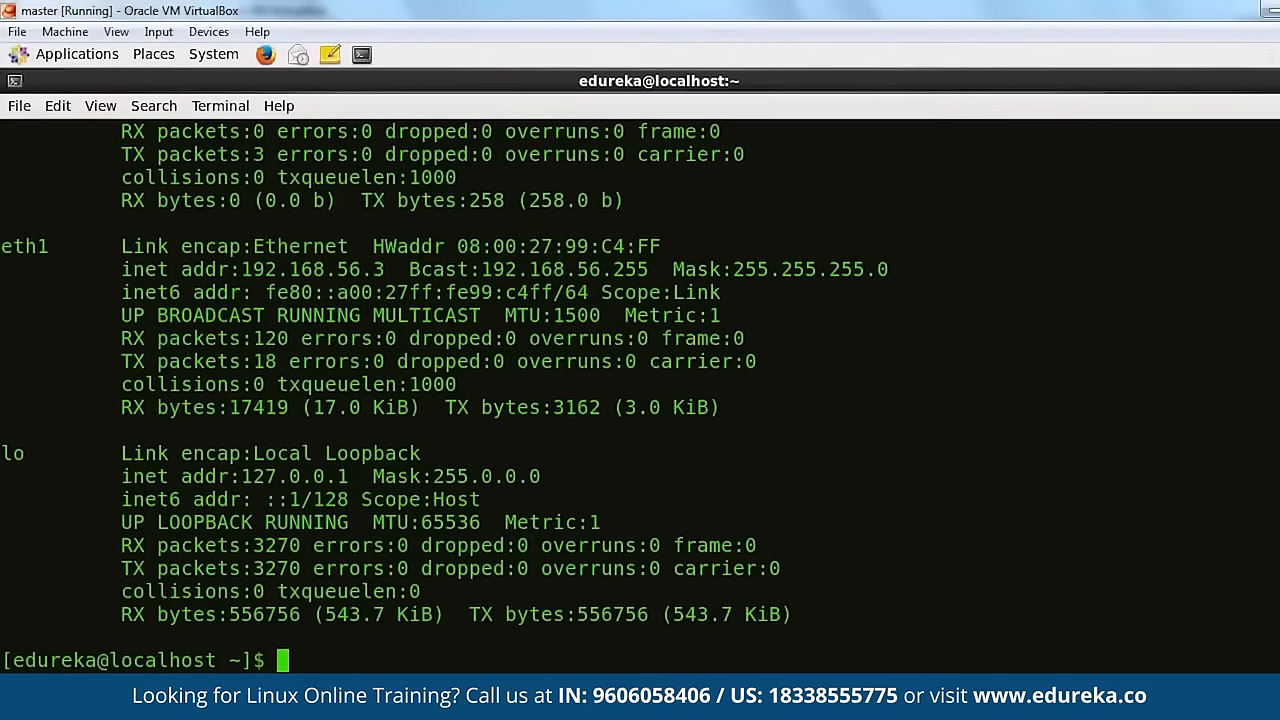 master [Running] - Oracle VM VirtualBox
File Machine View Input Devices Help
Applications Places System
edureka@localhost:~
File Edit View Search Terminal Help
RX packets:0 errors:0 dropped:0 overruns:0 frame:0
TX packets:3 errors:0 dropped:0 overruns:0 carrier:0
collisions:0 txqueuelen:1000
RX bytes:0 (0.0 b)  TX bytes:258 (258.0 b)
eth1 Link encap:Ethernet  HWaddr 08:00:27:99:C4:FF
inet addr:192.168.56.3  Bcast:192.168.56.255  Mask:255.255.255.0
inet6 addr: fe80::a00:27ff:fe99:c4ff/64 Scope:Link
UP BROADCAST RUNNING MULTICAST  MTU:1500  Metric:1
RX packets:120 errors:0 dropped:0 overruns:0 frame:0
TX packets:18 errors:0 dropped:0 overruns:0 carrier:0
collisions:0 txqueuelen:1000
RX bytes:17419 (17.0 KiB)  TX bytes:3162 (3.0 KiB)
lo Link encap:Local Loopback
inet addr:127.0.0.1  Mask:255.0.0.0
inet6 addr: ::1/128 Scope:Host
UP LOOPBACK RUNNING  MTU:65536  Metric:1
RX packets:3270 errors:0 dropped:0 overruns:0 frame:0
TX packets:3270 errors:0 dropped:0 overruns:0 carrier:0
collisions:0 txqueuelen:0
RX bytes:556756 (543.7 KiB)  TX bytes:556756 (543.7 KiB)
[edureka@localhost ~]$
Looking for Linux Online Training? Call us at IN: 9606058406 / US: 18338555775 or visit www.edureka.co